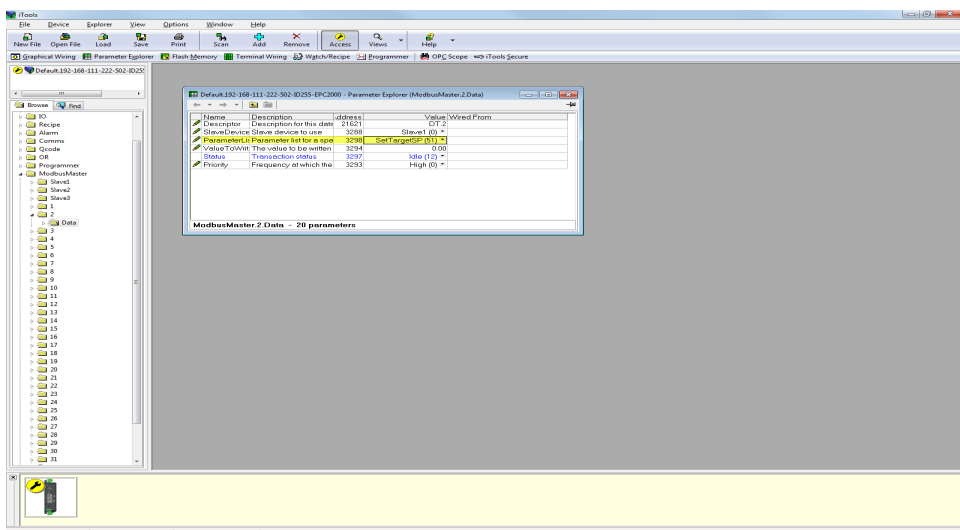 iTools
File Device Explorer View Options Window Help
New File Open File Load Save Print Scan Add Remove Access Views Help
Graphical Wiring Parameter Explorer Flash Memory Terminal Wiring Watch/Recipe Programmer OPC Scope iTools Secure
Default.192-168-111-222-502-ID255
Browse Find
IO
Recipe
Alarm
Comms
Qcode
OR
Programmer
ModbusMaster
Slave1
Slave2
Slave3
1
2
Data
3
4
5
6
7
8
9
10
11
12
13
14
15
16
17
18
19
20
21
22
23
24
25
26
27
28
29
30
31
Default.192-168-111-222-502-ID255-EPC2000 - Parameter Explorer (ModbusMaster.2.Data)
Name Description Address Value Wired From
Descriptor Description for this data 21621 DT.2
SlaveDevice Slave device to use 3288 Slave1 (0)
ParameterLis Parameter list for a spe 3298 SetTargetSP (51)
ValueToWrit The value to be written 3294 0.00
Status Transaction status 3297 Idle (12)
Priority Frequency at which the 3293 High (0)
ModbusMaster.2.Data - 20 parameters